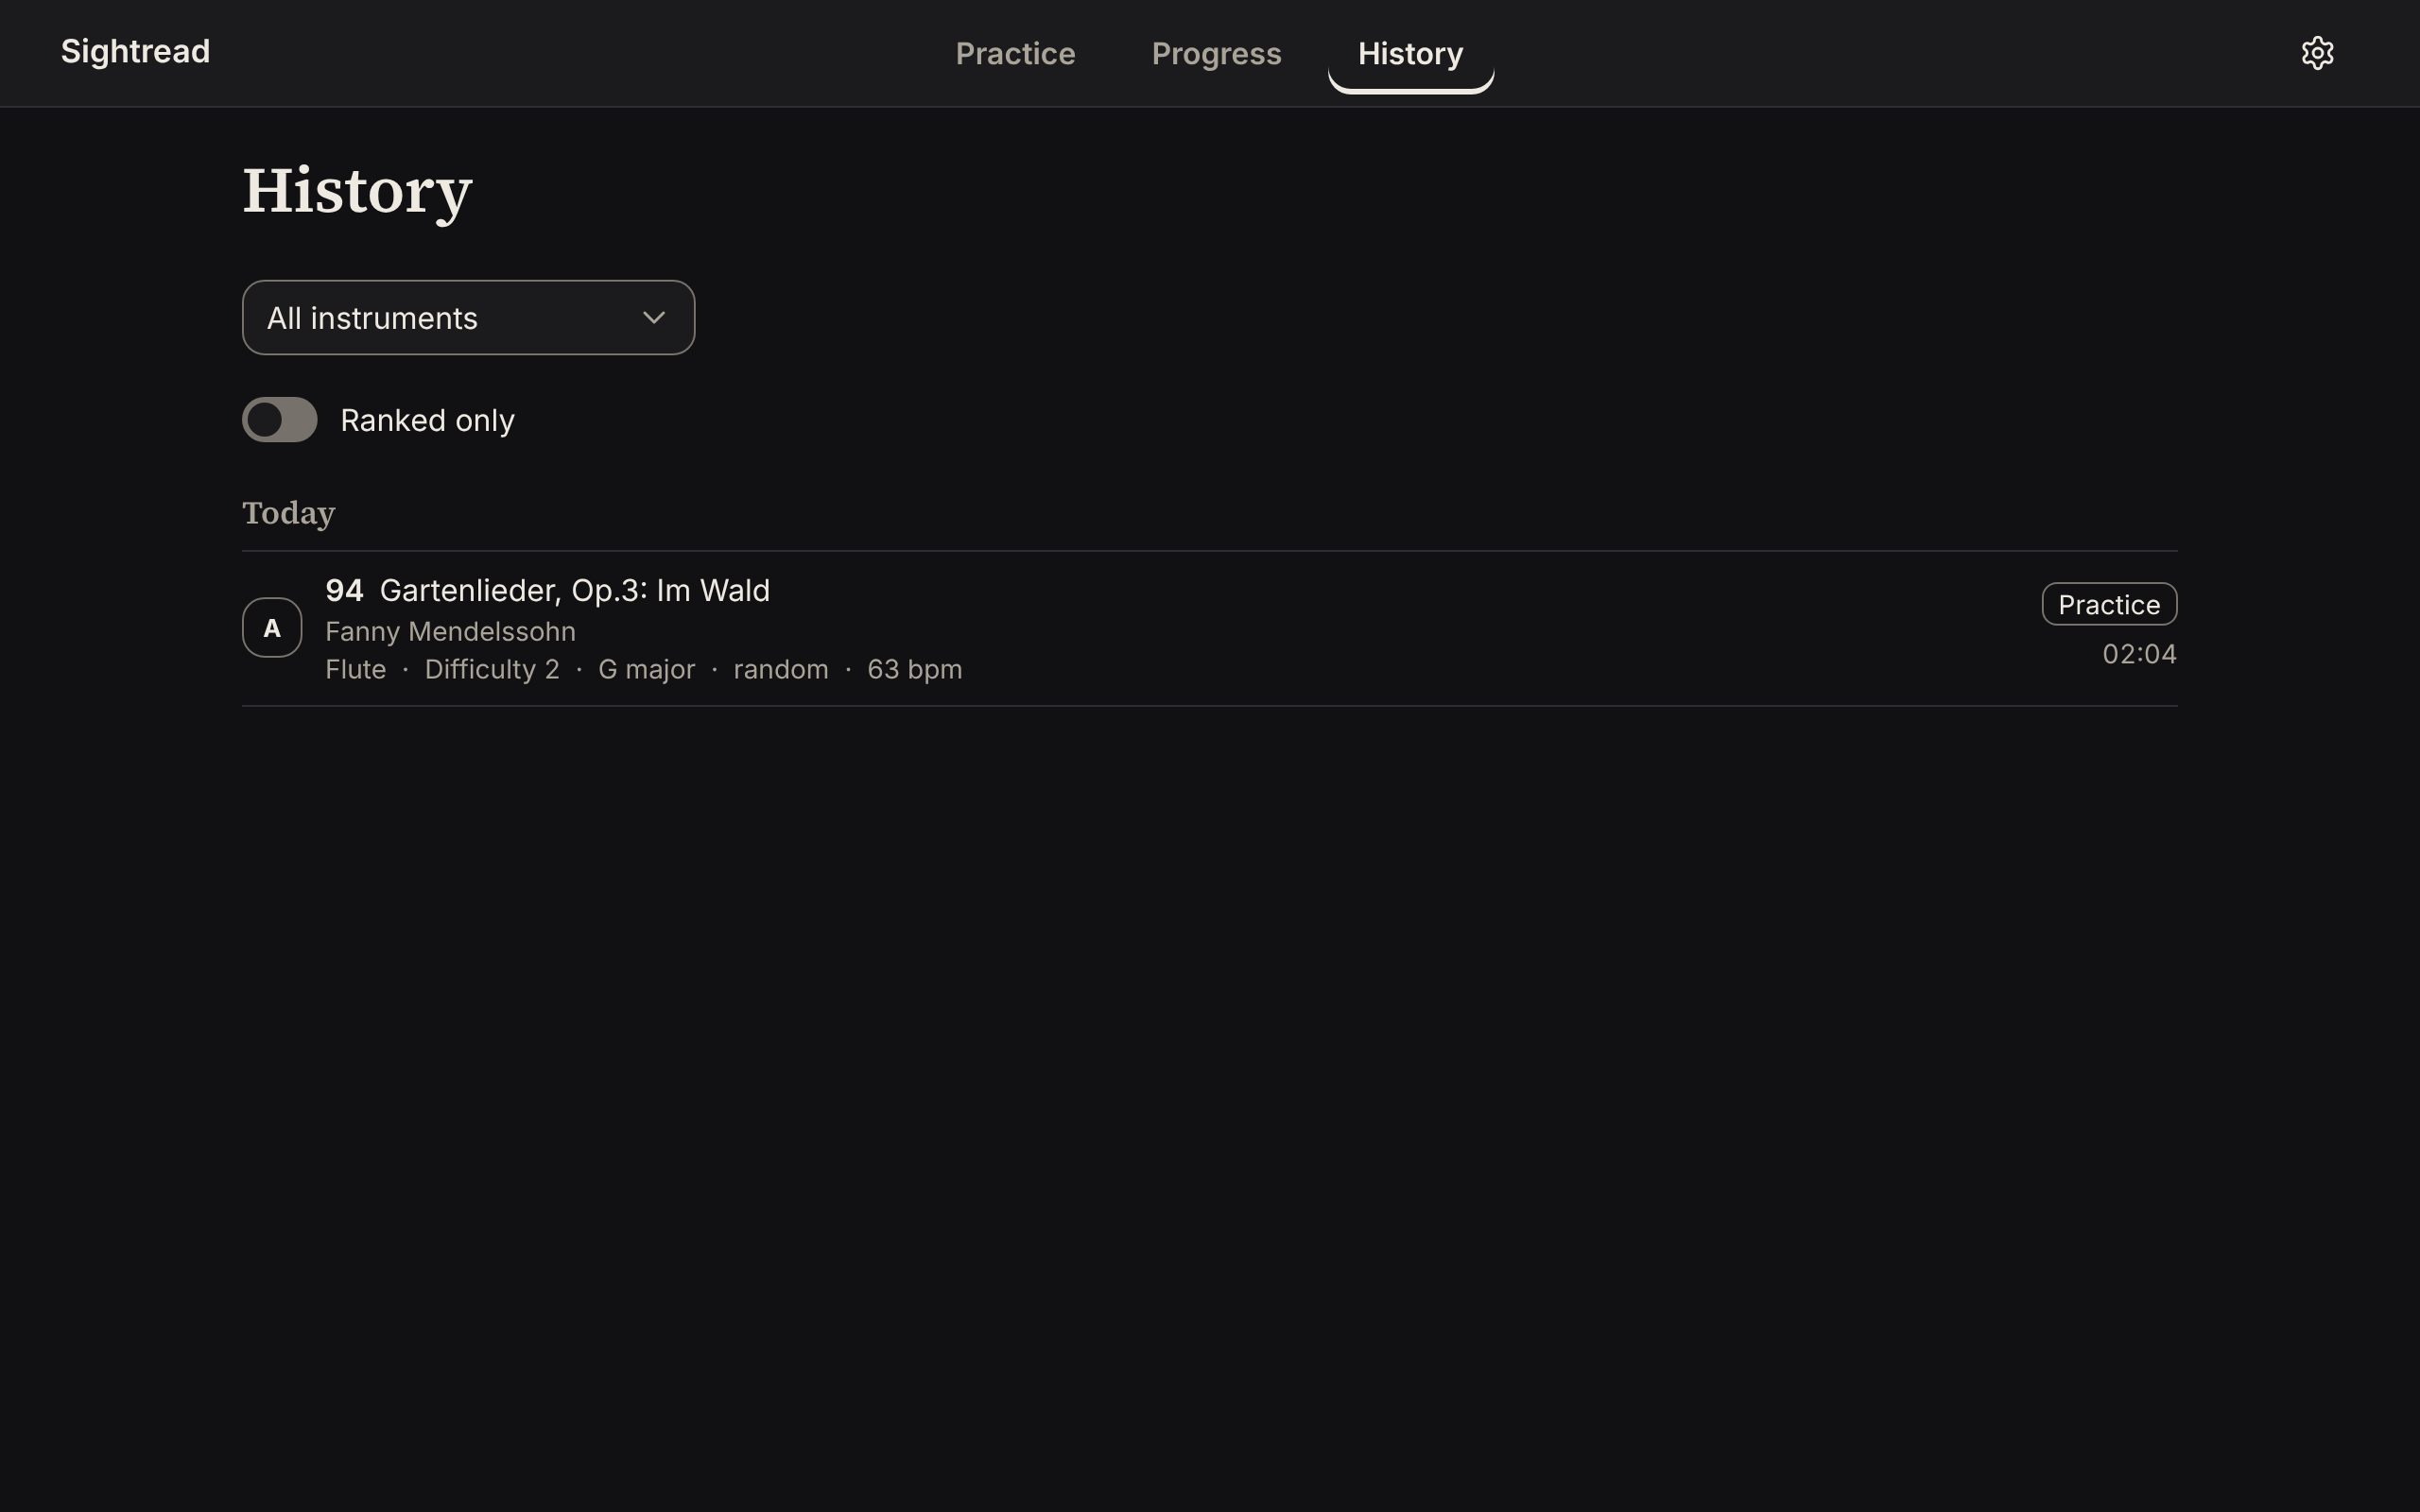 Sightread
Practice
Progress
History
History
All instruments
Ranked only
Today
A
94 Gartenlieder, Op.3: Im Wald
Fanny Mendelssohn
Flute · Difficulty 2 · G major · random · 63 bpm
Practice
02:04